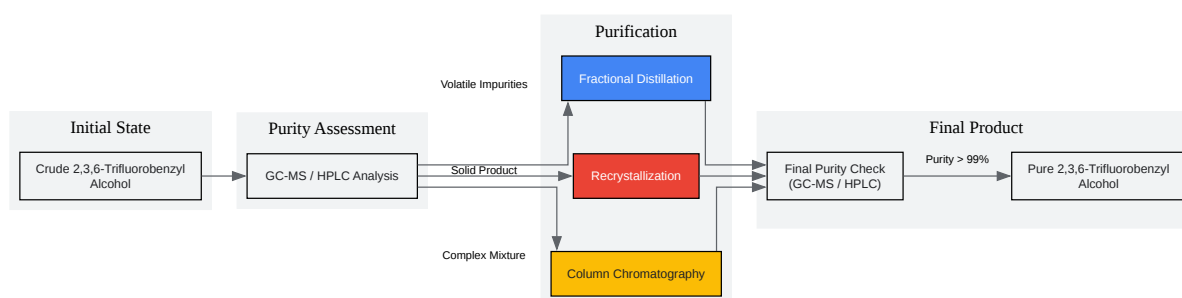 Initial State
Crude 2,3,6-Trifluorobenzyl
Alcohol
Purity Assessment
GC-MS / HPLC Analysis
Volatile Impurities
Solid Product
Complex Mixture
Purification
Fractional Distillation
Recrystallization
Column Chromatography
Final Product
Final Purity Check
(GC-MS / HPLC)
Purity > 99%
Pure 2,3,6-Trifluorobenzyl
Alcohol